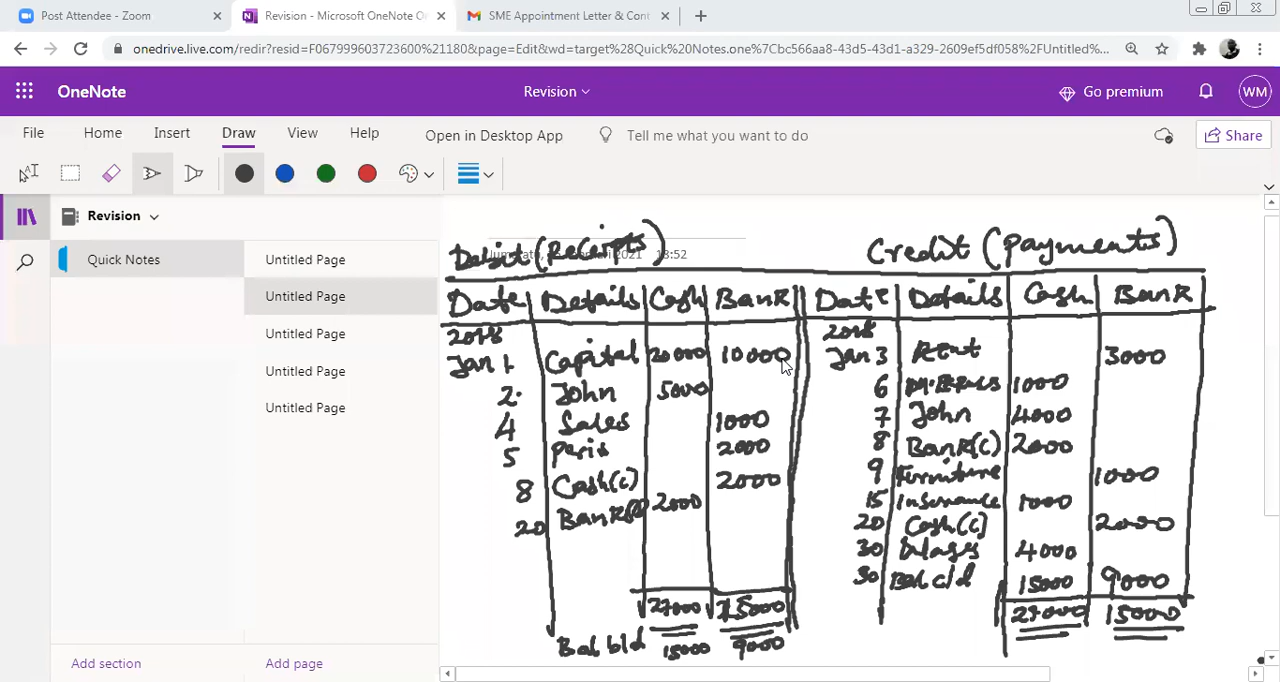 Post Attendee - Zoom
Revision - Microsoft OneNote O
SME Appointment Letter & Cont
onedrive.live.com/redir?resid=F067999603723600%21180&page=Edit&wd=target%28Quick%20Notes.one%7Cbc566aa8-43d5-43d1-a329-2609ef5df058%2FUntitled%20P...
OneNote
Revision
Go premium
WM
File Home Insert Draw View Help Open in Desktop App Tell me what you want to do Share
Revision
Quick Notes
Untitled Page
Untitled Page
Untitled Page
Untitled Page
Untitled Page
Add section Add page
2021 18:52
Debit (Receipts) Credit (Payments)
Date Details Cash Bank Date Details Cash Bank
2018 2018
Jan 1 Capital 20000 10000 Jan 3 Rent 3000
2 John 5000 6 1000
4 Sales 1000 7 John 4000
5 Peris 2000 8 Bank(c) 2000
8 Cash(c) 2000 9 Furniture 1000
20 Bank(c) 2000 15 Insurance 1000
20 Cash(c) 2000
30 Wages 4000
30 Bal c/d 15000 9000
27000 15000 27000 15000
Bal b/d 15000 9000